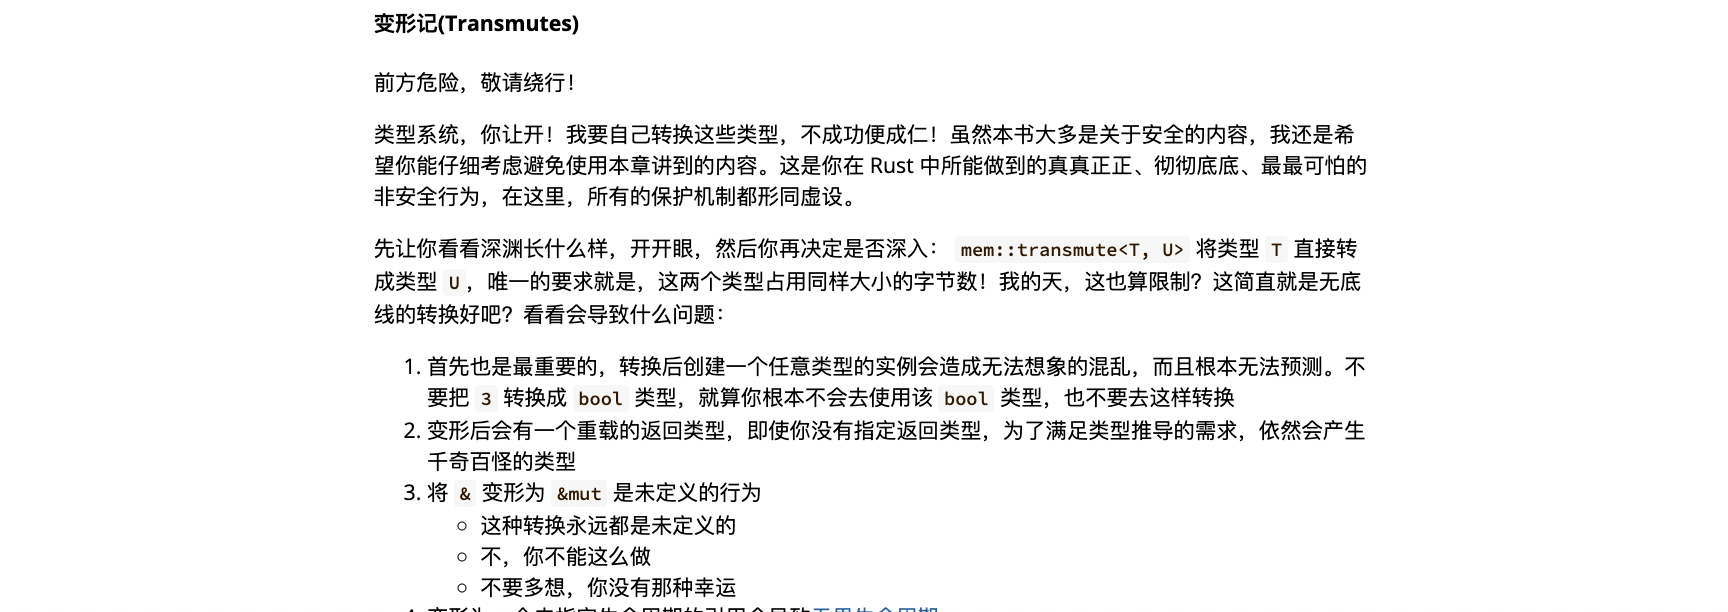 变形记(Transmutes)
前方危险，敬请绕行！
类型系统，你让开！我要自己转换这些类型，不成功便成仁！虽然本书大多是关于安全的内容，我还是希
望你能仔细考虑避免使用本章讲到的内容。这是你在 Rust 中所能做到的真真正正、彻彻底底、最最可怕的
非安全行为，在这里，所有的保护机制都形同虚设。
先让你看看深渊长什么样，开开眼，然后你再决定是否深入： mem::transmute<T, U> 将类型 T 直接转
成类型 U，唯一的要求就是，这两个类型占用同样大小的字节数！我的天，这也算限制？这简直就是无底
线的转换好吧？看看会导致什么问题：
1. 首先也是最重要的，转换后创建一个任意类型的实例会造成无法想象的混乱，而且根本无法预测。不
要把 3 转换成 bool 类型，就算你根本不会去使用该 bool 类型，也不要去这样转换
2. 变形后会有一个重载的返回类型，即使你没有指定返回类型，为了满足类型推导的需求，依然会产生
千奇百怪的类型
3. 将 & 变形为 &mut 是未定义的行为
○ 这种转换永远都是未定义的
○ 不，你不能这么做
○ 不要多想，你没有那种幸运